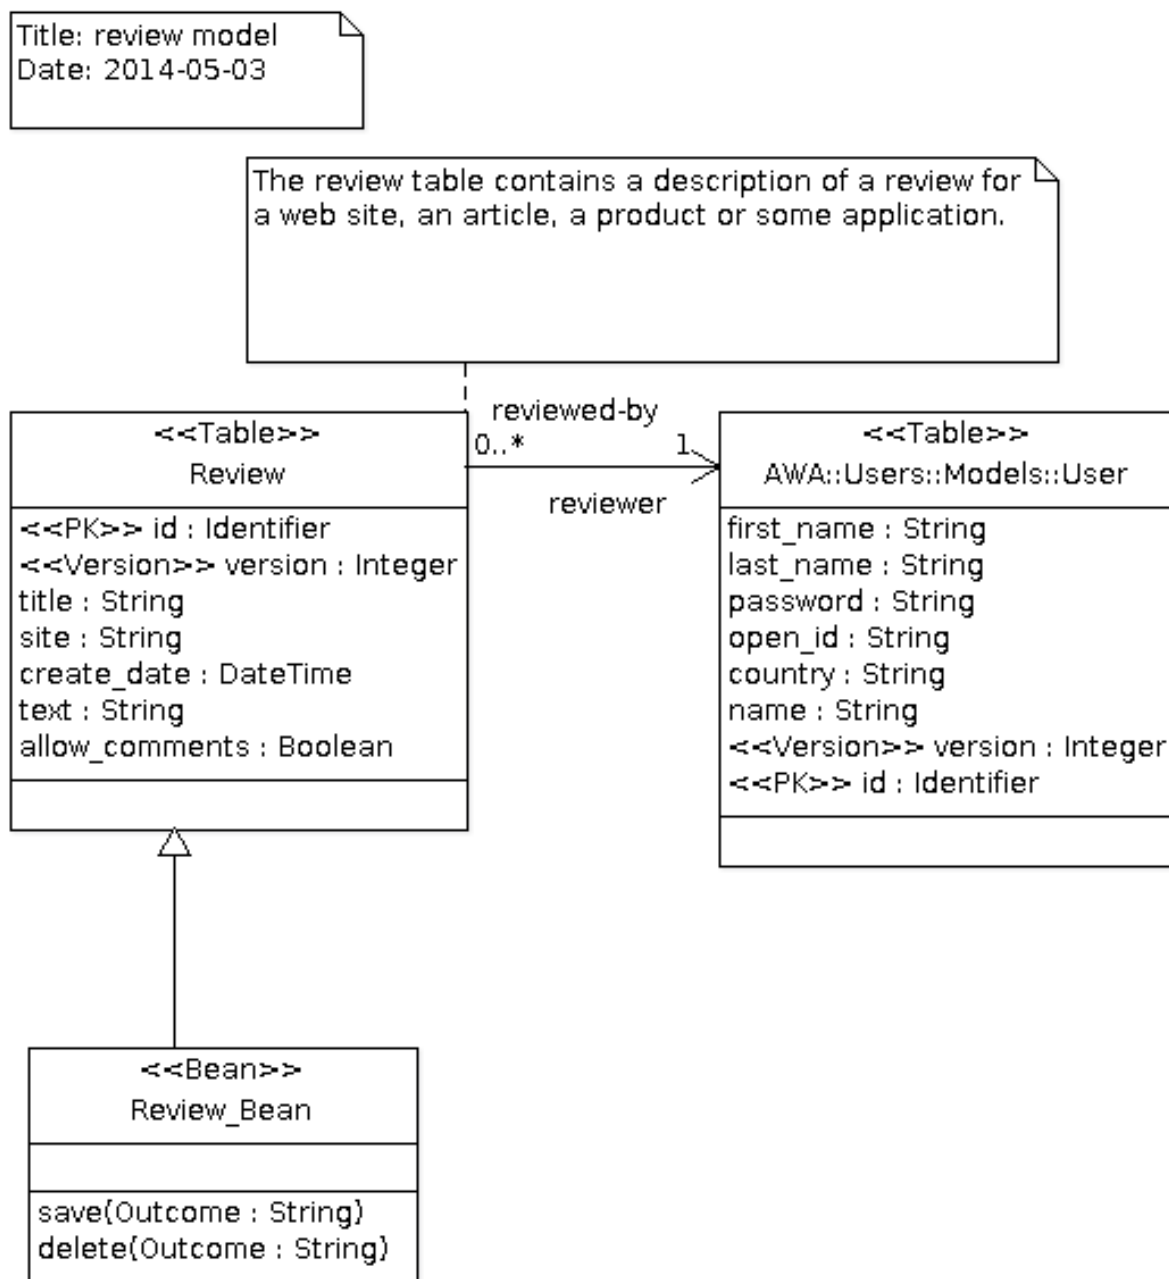 Title: review model
Date: 2014-05-03
The review table contains a description of a review for
a web site, an article, a product or some application.
reviewed-by
0..*
1
reviewer
<<Table>>
Review
<<PK>> id : Identifier
<<Version>> version : Integer
title : String
site : String
create_date : DateTime
text : String
allow_comments : Boolean
<<Table>>
AWA::Users::Models::User
first_name : String
last_name : String
password : String
open_id : String
country : String
name : String
<<Version>> version : Integer
<<PK>> id : Identifier
<<Bean>>
Review_Bean
save(Outcome : String)
delete(Outcome : String)